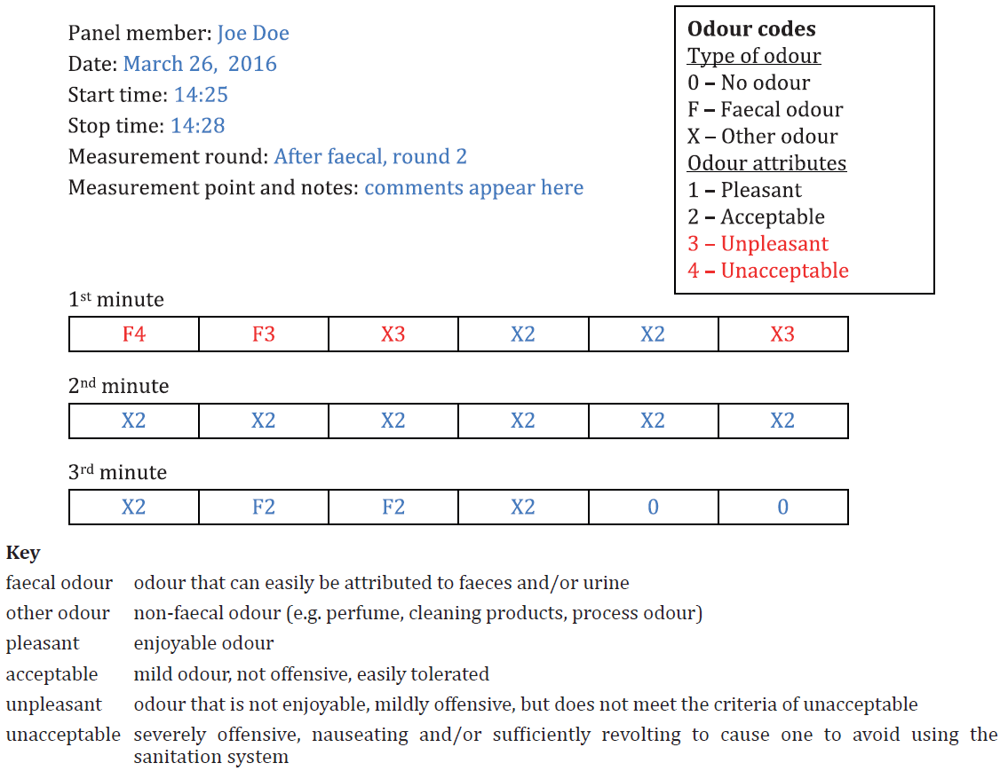 Panel member: Joe Doe
Date: March 26, 2016
Start time: 14:25
Stop time: 14:28
Measurement round: After faecal, round 2
Measurement point and notes: comments appear here
Odour codes
Type of odour
0 – No odour
F – Faecal odour
X – Other odour
Odour attributes
1 – Pleasant
2 – Acceptable
3 – Unpleasant
4 – Unacceptable
1st minute
F4 F3 X3 X2 X2 X3
2nd minute
X2 X2 X2 X2 X2 X2
3rd minute
X2 F2 F2 X2 0 0
Key
faecal odour odour that can easily be attributed to faeces and/or urine
other odour non-faecal odour (e.g. perfume, cleaning products, process odour)
pleasant enjoyable odour
acceptable mild odour, not offensive, easily tolerated
unpleasant odour that is not enjoyable, mildly offensive, but does not meet the criteria of unacceptable
unacceptable severely offensive, nauseating and/or sufficiently revolting to cause one to avoid using the
sanitation system